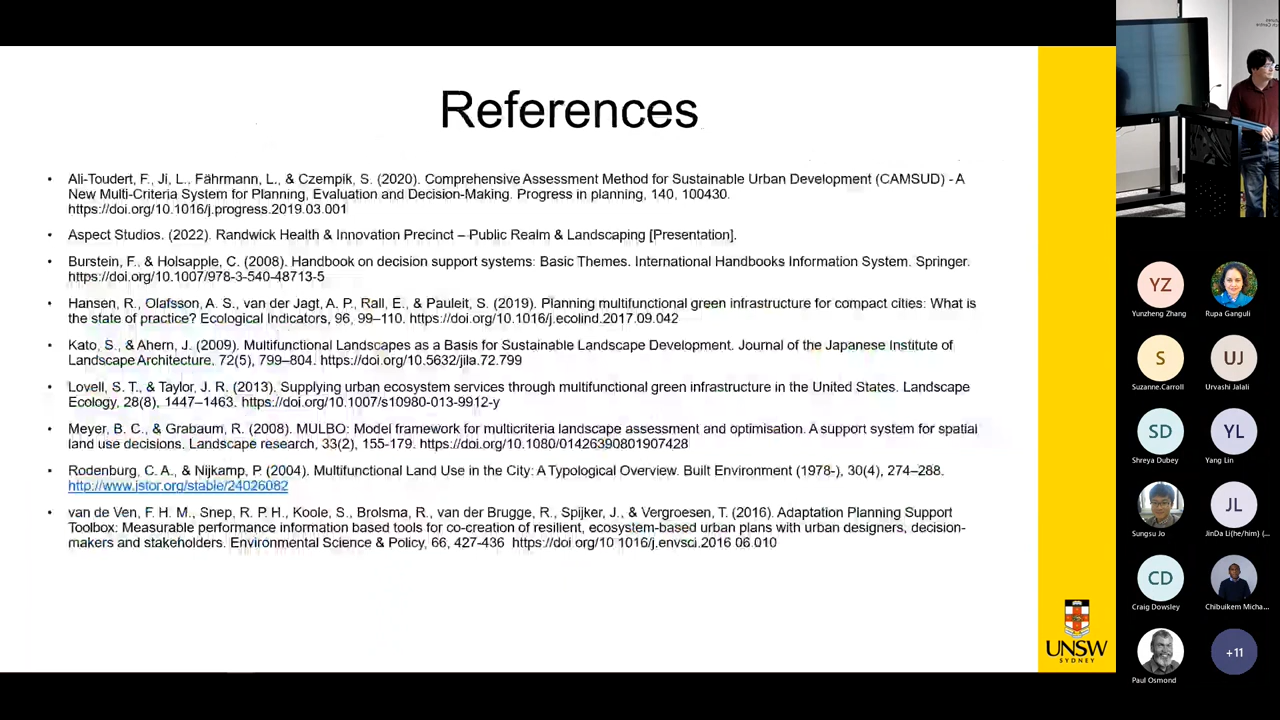 References
• Ali-Toudert, F., Ji, L., Fährmann, L., & Czempik, S. (2020). Comprehensive Assessment Method for Sustainable Urban Development (CAMSUD) - A
New Multi-Criteria System for Planning, Evaluation and Decision-Making. Progress in planning, 140, 100430.
https://doi.org/10.1016/j.progress.2019.03.001
• Aspect Studios. (2022). Randwick Health & Innovation Precinct – Public Realm & Landscaping [Presentation].
• Burstein, F., & Holsapple, C. (2008). Handbook on decision support systems: Basic Themes. International Handbooks Information System. Springer.
https://doi.org/10.1007/978-3-540-48713-5
• Hansen, R., Olafsson, A. S., van der Jagt, A. P., Rall, E., & Pauleit, S. (2019). Planning multifunctional green infrastructure for compact cities: What is
the state of practice? Ecological Indicators, 96, 99–110. https://doi.org/10.1016/j.ecolind.2017.09.042
• Kato, S., & Ahern, J. (2009). Multifunctional Landscapes as a Basis for Sustainable Landscape Development. Journal of the Japanese Institute of
Landscape Architecture, 72(5), 799–804. https://doi.org/10.5632/jila.72.799
• Lovell, S. T., & Taylor, J. R. (2013). Supplying urban ecosystem services through multifunctional green infrastructure in the United States. Landscape
Ecology, 28(8), 1447–1463. https://doi.org/10.1007/s10980-013-9912-y
• Meyer, B. C., & Grabaum, R. (2008). MULBO: Model framework for multicriteria landscape assessment and optimisation. A support system for spatial
land use decisions. Landscape research, 33(2), 155-179. https://doi.org/10.1080/01426390801907428
• Rodenburg, C. A., & Nijkamp, P. (2004). Multifunctional Land Use in the City: A Typological Overview. Built Environment (1978-), 30(4), 274–288.
http://www.jstor.org/stable/24026082
• van de Ven, F. H. M., Snep, R. P. H., Koole, S., Brolsma, R., van der Brugge, R., Spijker, J., & Vergroesen, T. (2016). Adaptation Planning Support
Toolbox: Measurable performance information based tools for co-creation of resilient, ecosystem-based urban plans with urban designers, decision-
makers and stakeholders. Environmental Science & Policy, 66, 427-436 https://doi org/10 1016/j.envsci.2016 06.010
UNSW
SYDNEY
YZ
Yunzheng Zhang
Rupa Ganguli
S
Suzanne.Carroll
UJ
Urvashi Jalali
SD
Shreya Dubey
YL
Yang Lin
Sungsu Jo
JL
JinDa Li(he/him) (...
CD
Craig Dowsley
Chibuikem Micha...
Paul Osmond
+11